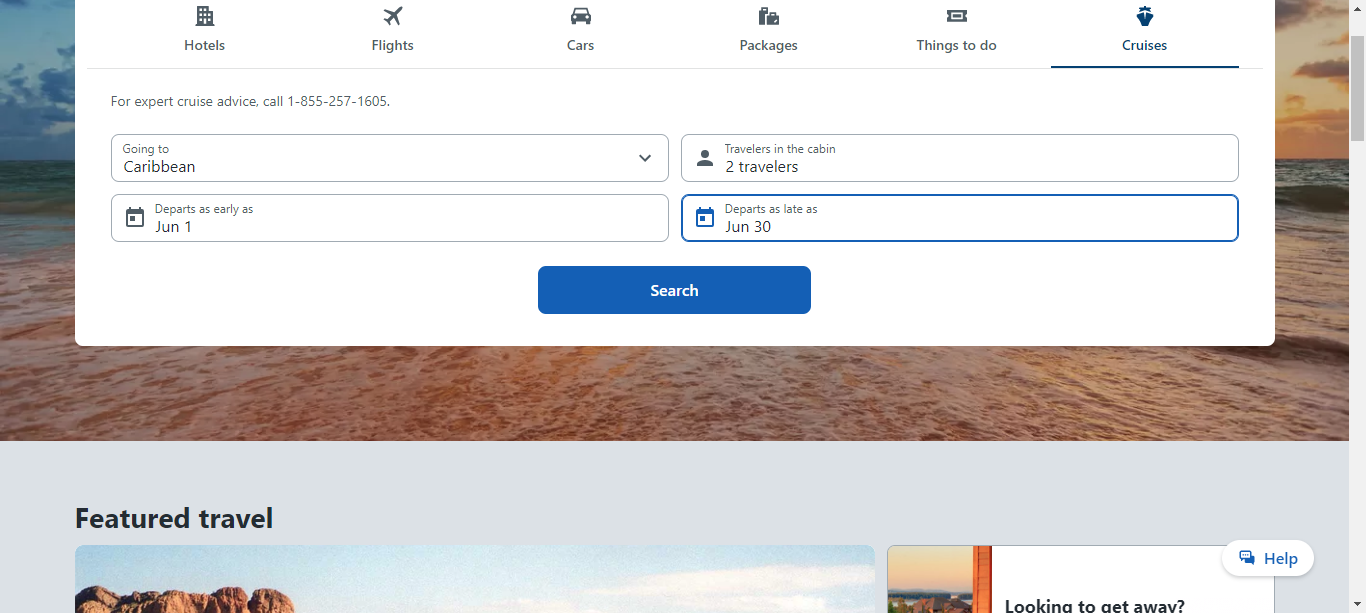 Hotels
Flights
Cars
Packages
Things to do
Cruises
For expert cruise advice, call 1-855-257-1605.
Going to
Caribbean
Travelers in the cabin
2 travelers
Departs as early as
Jun 1
Departs as late as
Jun 30
Search
Featured travel
Help
Looking to get away?